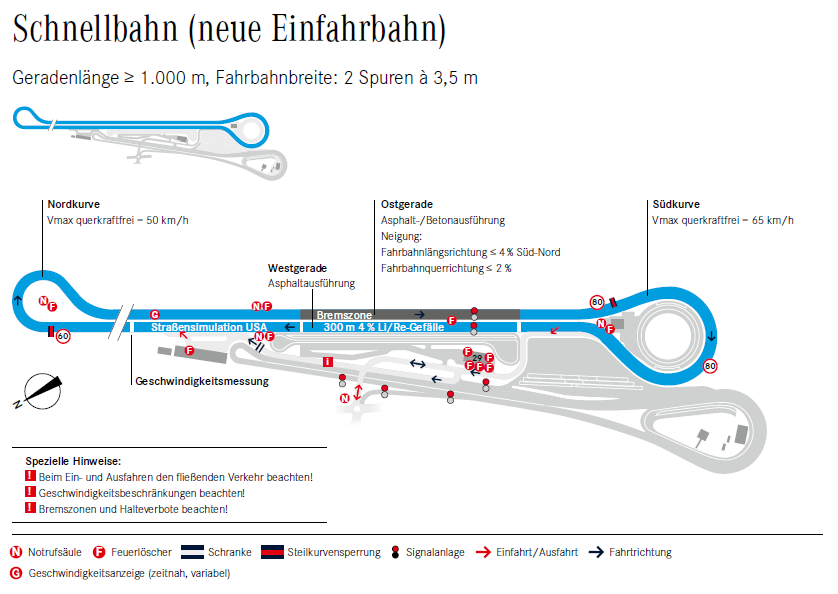 Schnellbahn (neue Einfahrbahn)
Geradenlänge ≥ 1.000 m, Fahrbahnbreite: 2 Spuren à 3,5 m
Nordkurve
Vmax querkraftfrei = 50 km/h
Ostgerade
Asphalt-/Betonausführung
Neigung:
Fahrbahnlängsrichtung ≤ 4 % Süd-Nord
Fahrbahnquerrichtung ≤ 2 %
Südkurve
Vmax querkraftfrei = 65 km/h
Westgerade
Asphaltausführung
N F
N F
80
G
Bremszone
F
Straßensimulation USA
300 m 4 % Li/Re-Gefälle
N F
60
N F
F
F 29 F
F F F
!
80
Geschwindigkeitsmessung
N
N
Spezielle Hinweise:
! Beim Ein- und Ausfahren den fließenden Verkehr beachten!
! Geschwindigkeitsbeschränkungen beachten!
! Bremszonen und Halteverbote beachten!
N Notrufsäule F Feuerlöscher Schranke Steilkurvensperrung Signalanlage Einfahrt/Ausfahrt Fahrtrichtung
G Geschwindigkeitsanzeige (zeitnah, variabel)